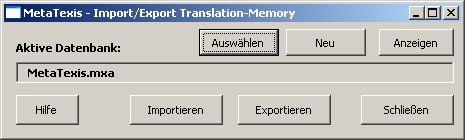 MetaTexis - Import/Export Translation-Memory
Aktive Datenbank: Auswählen Neu Anzeigen
MetaTexis.mxa
Hilfe Importieren Exportieren Schließen